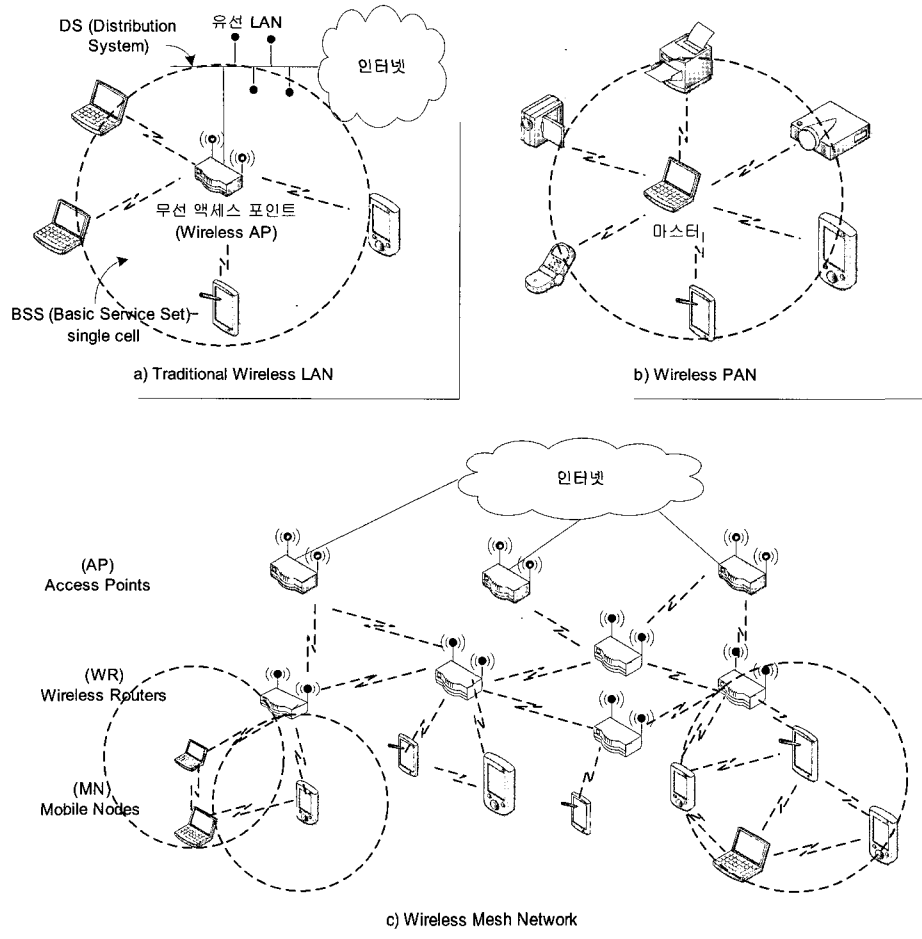 DS (Distribution
System)
유선 LAN
인터넷
무선 액세스 포인트
(Wireless AP)
BSS (Basic Service Set)-
single cell
a) Traditional Wireless LAN
마스터
b) Wireless PAN
인터넷
(AP)
Access Points
(WR)
Wireless Routers
(MN)
Mobile Nodes
c) Wireless Mesh Network